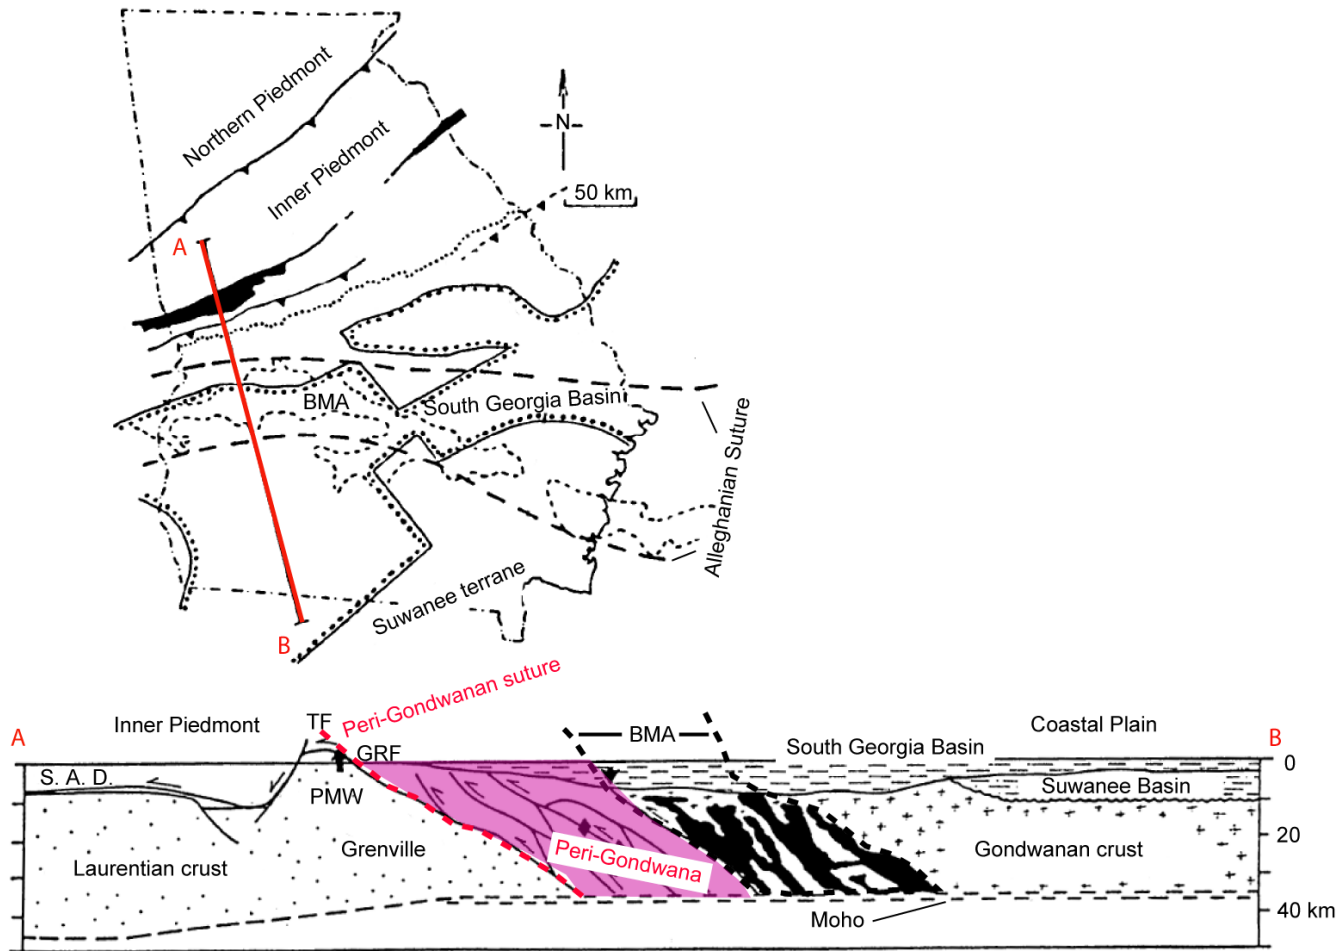 Northern Piedmont
Inner Piedmont
N
50 km
A
BMA
South Georgia Basin
Alleghanian Suture
Suwanee terrane
B
Peri-Gondwanan suture
A
Inner Piedmont
TF
GRF
BMA
South Georgia Basin
Coastal Plain
B
0
S. A. D.
PMW
Suwanee Basin
20
Laurentian crust
Grenville
Peri-Gondwana
Gondwanan crust
Moho
40 km